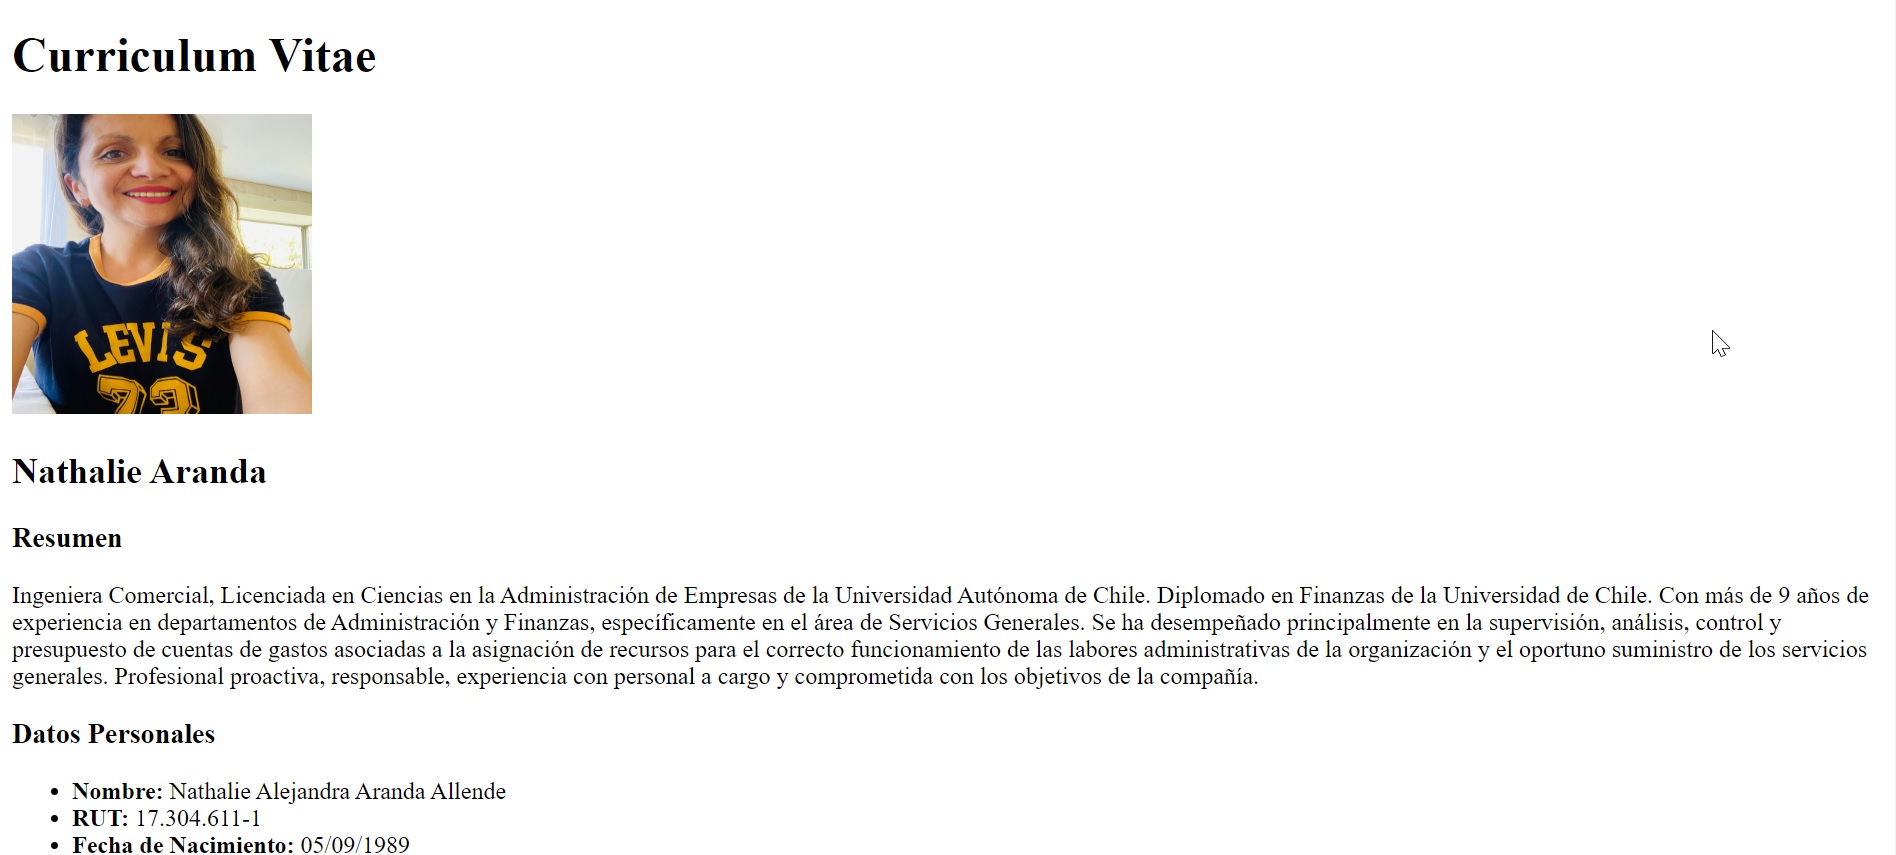 Curriculum Vitae
LEVI'S
73
Nathalie Aranda
Resumen
Ingeniera Comercial, Licenciada en Ciencias en la Administración de Empresas de la Universidad Autónoma de Chile. Diplomado en Finanzas de la Universidad de Chile. Con más de 9 años de
experiencia en departamentos de Administración y Finanzas, específicamente en el área de Servicios Generales. Se ha desempeñado principalmente en la supervisión, análisis, control y
presupuesto de cuentas de gastos asociadas a la asignación de recursos para el correcto funcionamiento de las labores administrativas de la organización y el oportuno suministro de los servicios
generales. Profesional proactiva, responsable, experiencia con personal a cargo y comprometida con los objetivos de la compañía.
Datos Personales
• Nombre: Nathalie Alejandra Aranda Allende
• RUT: 17.304.611-1
• Fecha de Nacimiento: 05/09/1989